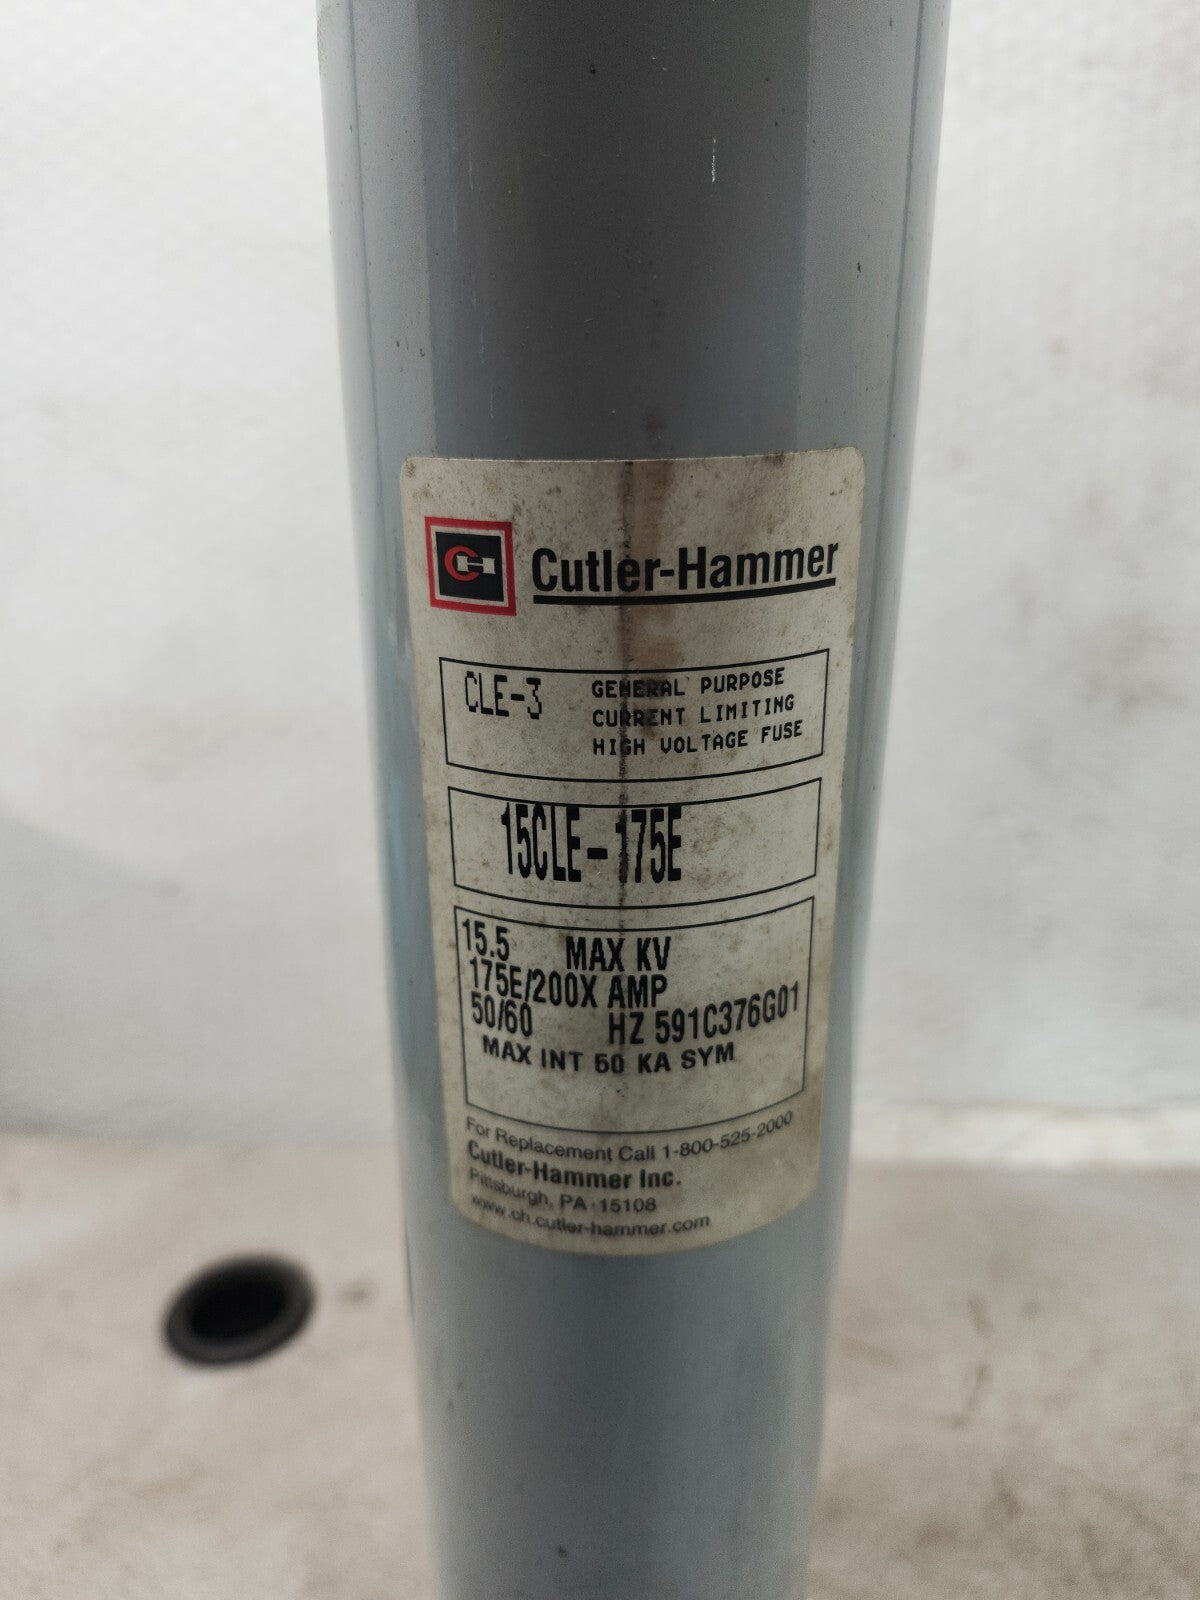 CH Cutler-Hammer
CLE-3
GENERAL PURPOSE
CURRENT LIMITING
HIGH VOLTAGE FUSE
15CLE-175E
15.5 MAX KV
175E/200X AMP
50/60 HZ 591C376G01
MAX INT 50 KA SYM
For Replacement Call 1-800-525-2000
Cutler-Hammer Inc.
Pittsburgh, PA 15108
www.ch.cutler-hammer.com